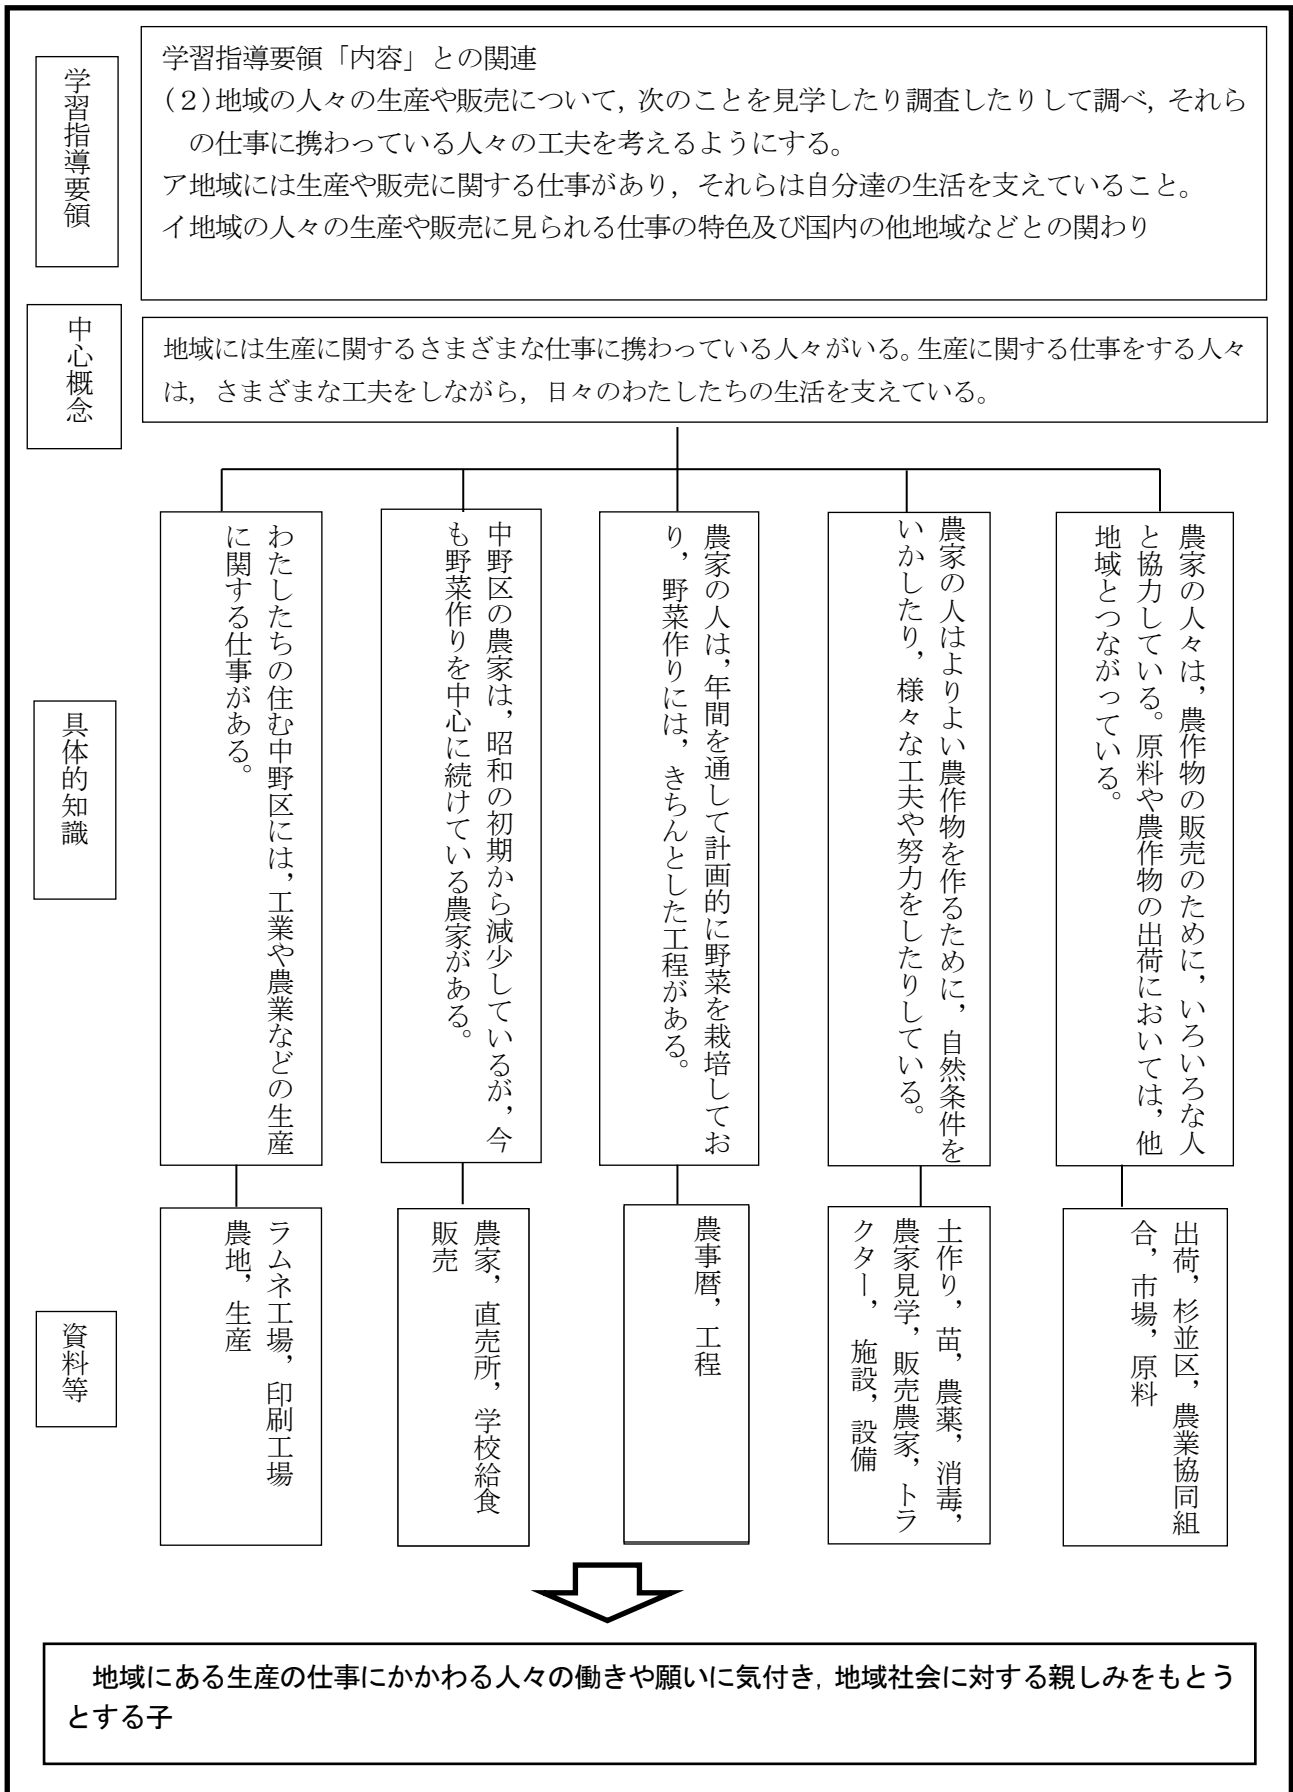 学習指導要領
学習指導要領「内容」との関連
(２)地域の人々の生産や販売について，次のことを見学したり調査したりして調べ，それら
の仕事に携わっている人々の工夫を考えるようにする。
ア地域には生産や販売に関する仕事があり，それらは自分達の生活を支えていること。
イ地域の人々の生産や販売に見られる仕事の特色及び国内の他地域などとの関わり
中心概念
地域には生産に関するさまざまな仕事に携わっている人々がいる。生産に関する仕事をする人々
は，さまざまな工夫をしながら，日々のわたしたちの生活を支えている。
具体的知識
わたしたちの住む中野区には，工業や農業などの生産
に関する仕事がある。
中野区の農家は，昭和の初期から減少しているが，今
も野菜作りを中心に続けている農家がある。
農家の人は，年間を通して計画的に野菜を栽培してお
り，野菜作りには，きちんとした工程がある。
農家の人はよりよい農作物を作るために，自然条件を
いかしたり，様々な工夫や努力をしたりしている。
農家の人々は，農作物の販売のために，いろいろな人
と協力している。原料や農作物の出荷においては，他
地域とつながっている。
資料等
ラムネ工場，印刷工場
農地，生産
農家，直売所，学校給食
販売
農事暦，工程
土作り，苗，農薬，消毒，
農家見学，販売農家，トラ
クター，施設，設備
出荷，杉並区，農業協同組
合，市場，原料
地域にある生産の仕事にかかわる人々の働きや願いに気付き，地域社会に対する親しみをもとう
とする子